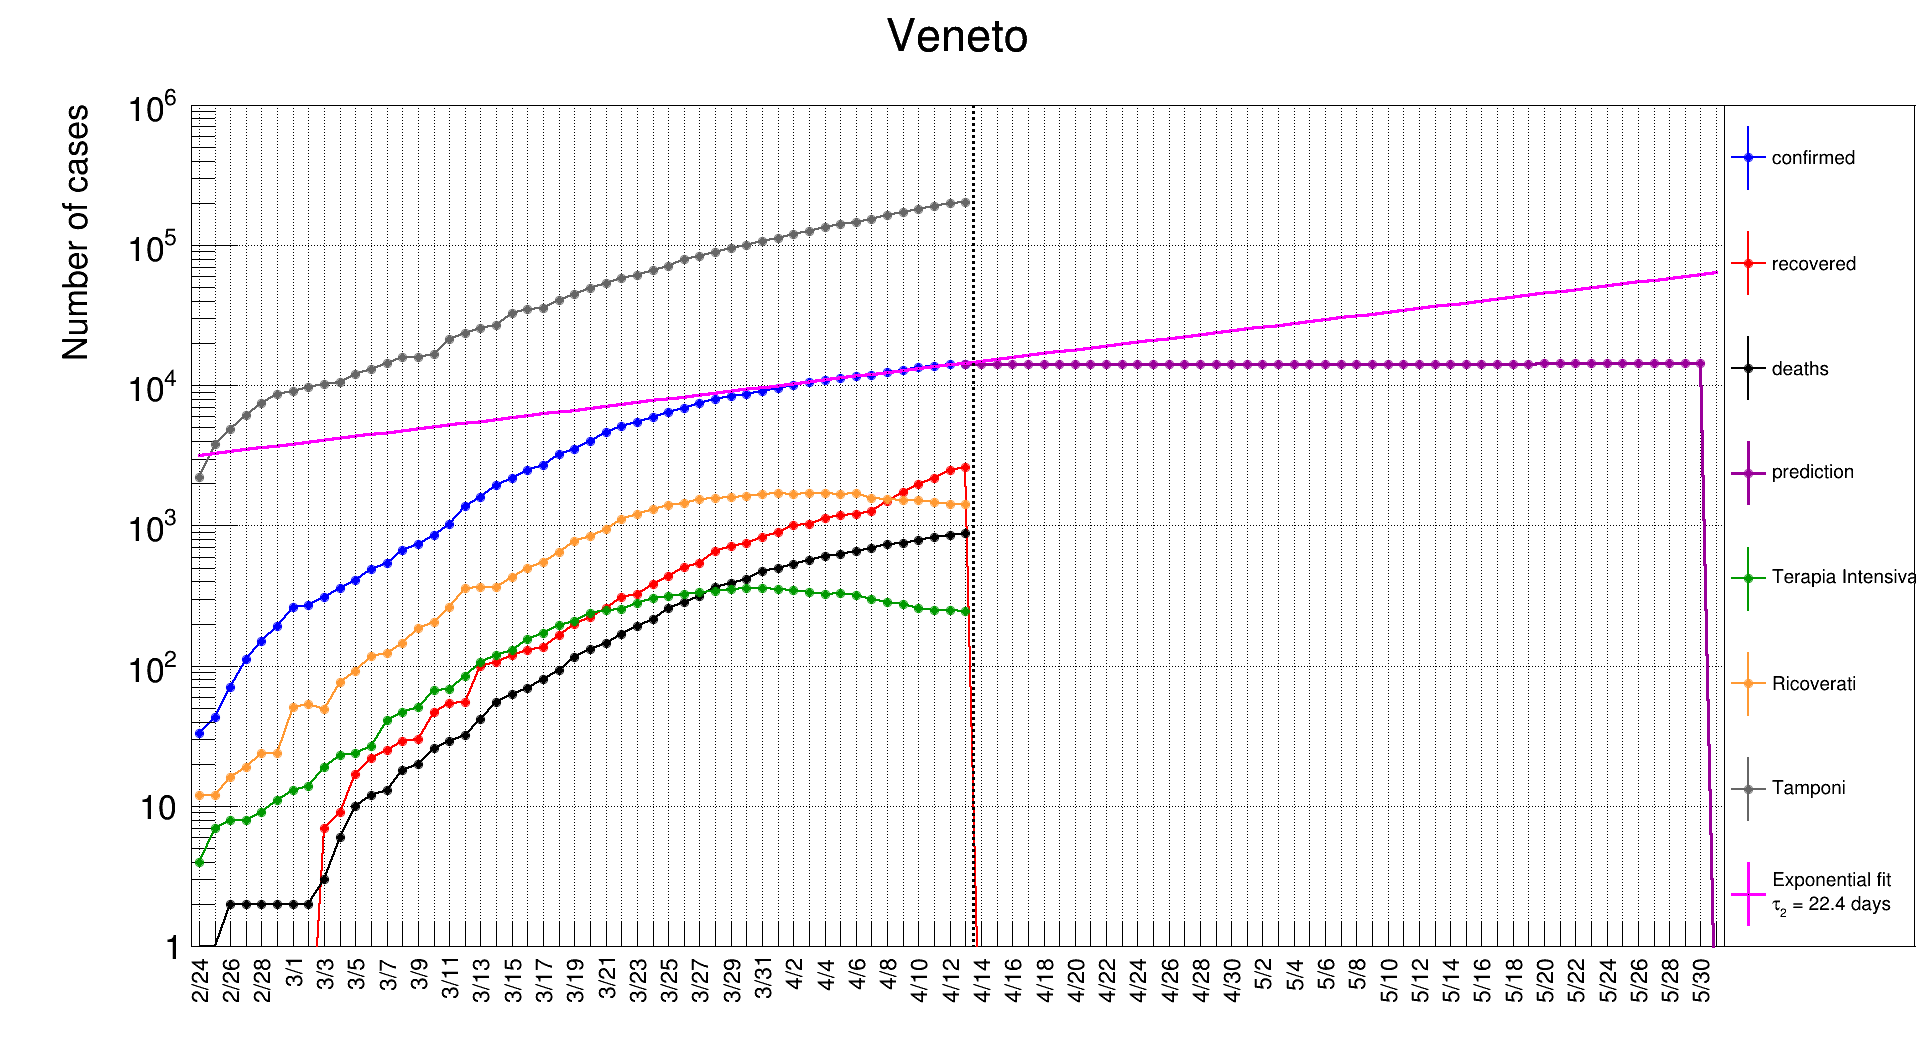 Veneto
Number of cases
10^6
10^5
10^4
10^3
10^2
10
1
2/24 2/26 2/28 3/1 3/3 3/5 3/7 3/9 3/11 3/13 3/15 3/17 3/19 3/21 3/23 3/25 3/27 3/29 3/31 4/2 4/4 4/6 4/8 4/10 4/12 4/14 4/16 4/18 4/20 4/22 4/24 4/26 4/28 4/30 5/2 5/4 5/6 5/8 5/10 5/12 5/14 5/16 5/18 5/20 5/22 5/24 5/26 5/28 5/30
confirmed
recovered
deaths
prediction
Terapia Intensiva
Ricoverati
Tamponi
Exponential fit
τ₂ = 22.4 days